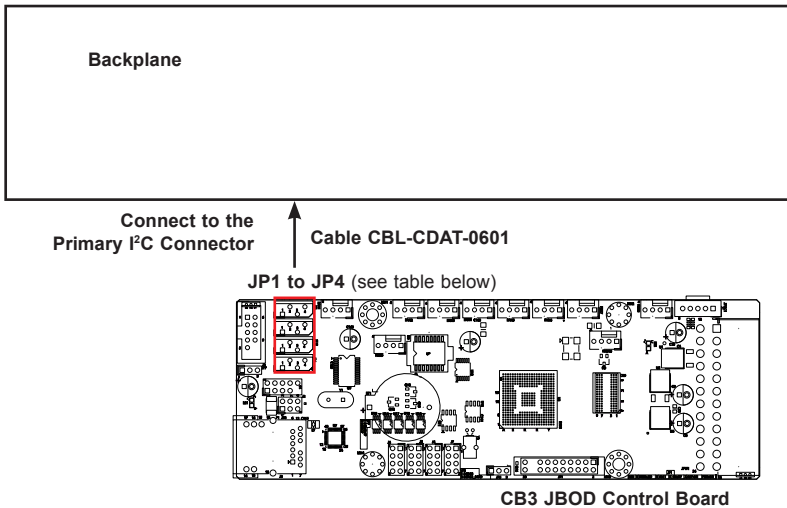 Backplane
Connect to the
Primary I²C Connector
Cable CBL-CDAT-0601
JP1 to JP4 (see table below)
CB3 JBOD Control Board